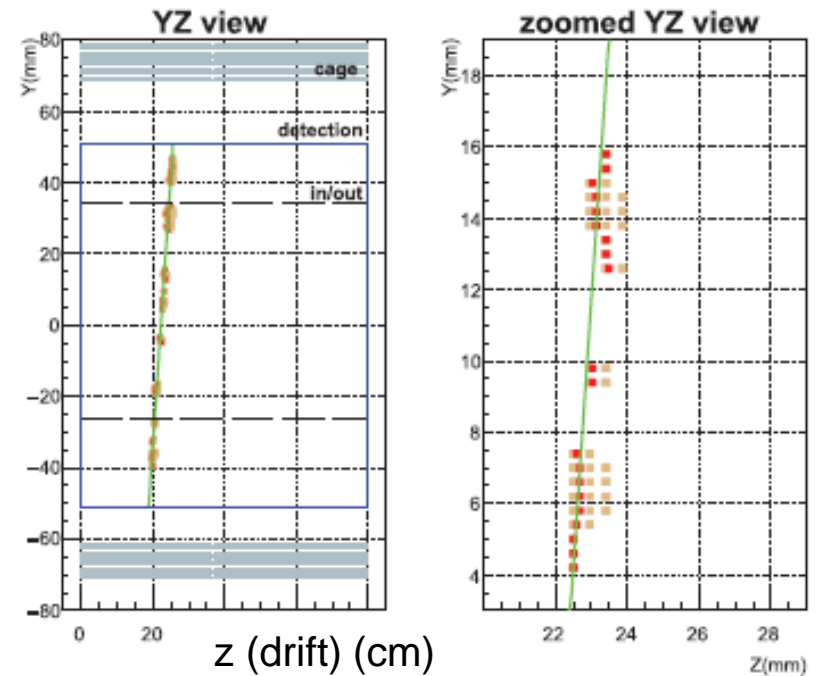 YZ view
80
Y(mm)
60
40
20
0
−20
−40
−60
−80
cage
detection
in/out
0 20
z (drift) (cm)
zoomed YZ view
Y(mm)
18
16
14
12
10
8
6
4
22 24 26 28
Z(mm)